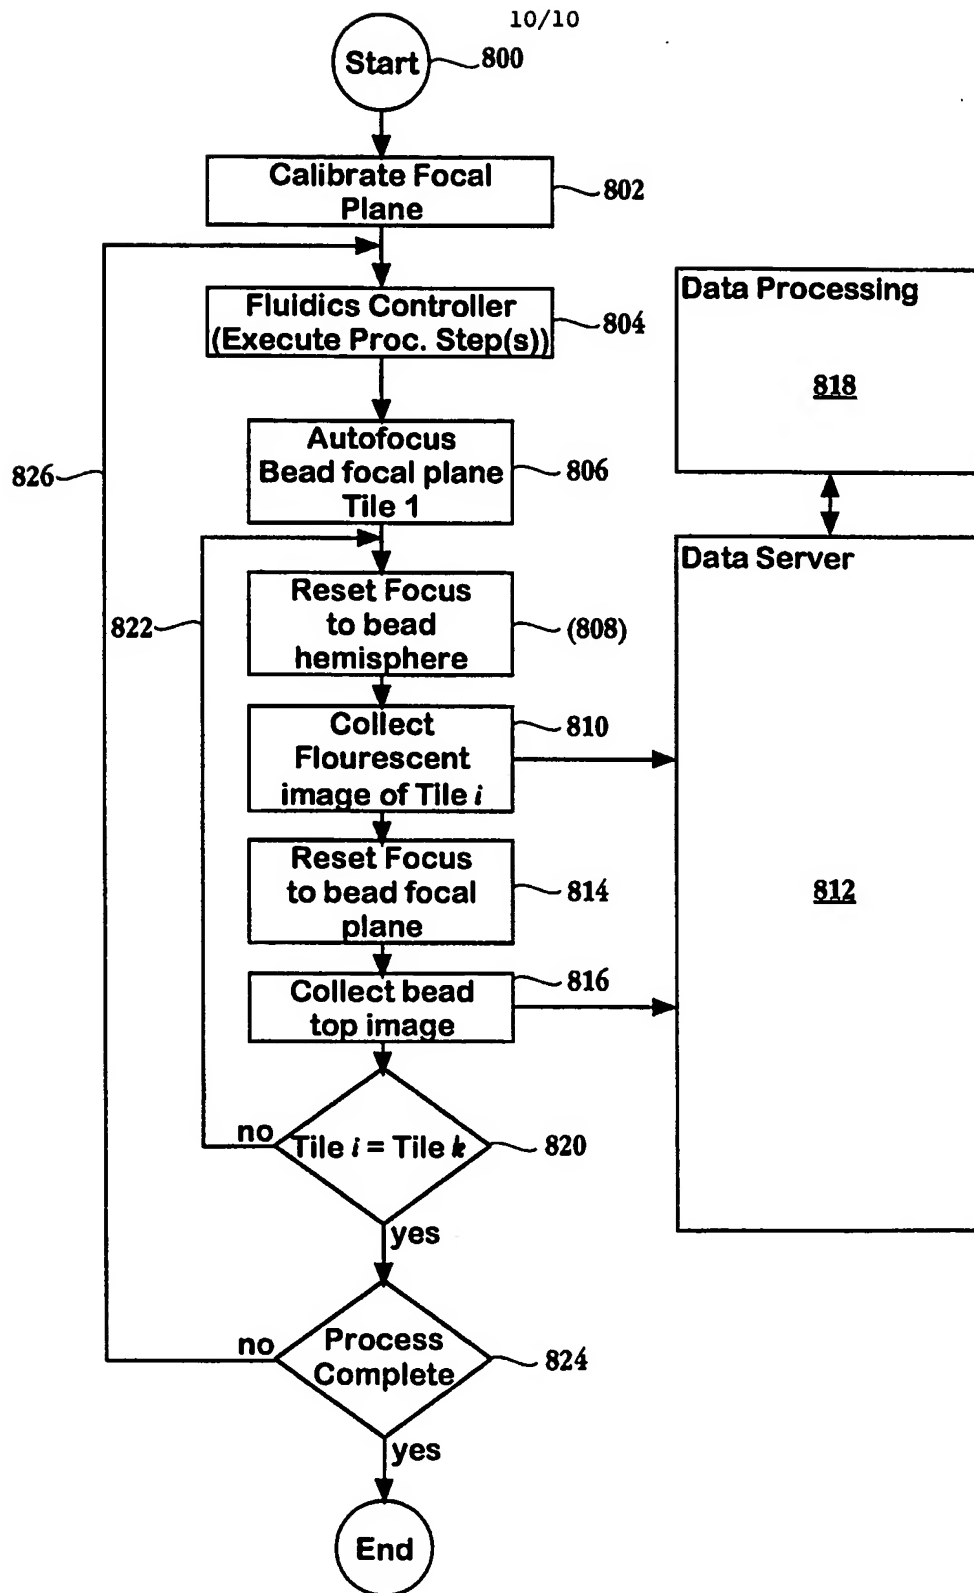 10/10
Start
800
Calibrate Focal
Plane
802
Fluidics Controller
(Execute Proc. Step(s))
804
Autofocus
Bead focal plane
Tile 1
806
826
Reset Focus
to bead
hemisphere
(808)
822
Collect
Flourescent
image of Tile i
810
Reset Focus
to bead focal
plane
814
Collect bead
top image
816
Tile i = Tile k
820
no
yes
Process
Complete
824
no
yes
End
Data Processing
818
Data Server
812